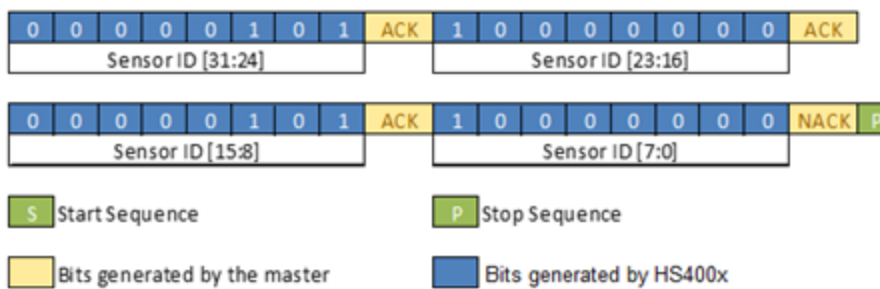 0 0 0 0 0 1 0 1 ACK 1 0 0 0 0 0 0 0 ACK
Sensor ID [31:24] Sensor ID [23:16]
0 0 0 0 0 1 0 1 ACK 1 0 0 0 0 0 0 0 NACK P
Sensor ID [15:8] Sensor ID [7:0]
S Start Sequence P Stop Sequence
Bits generated by the master Bits generated by HS400x